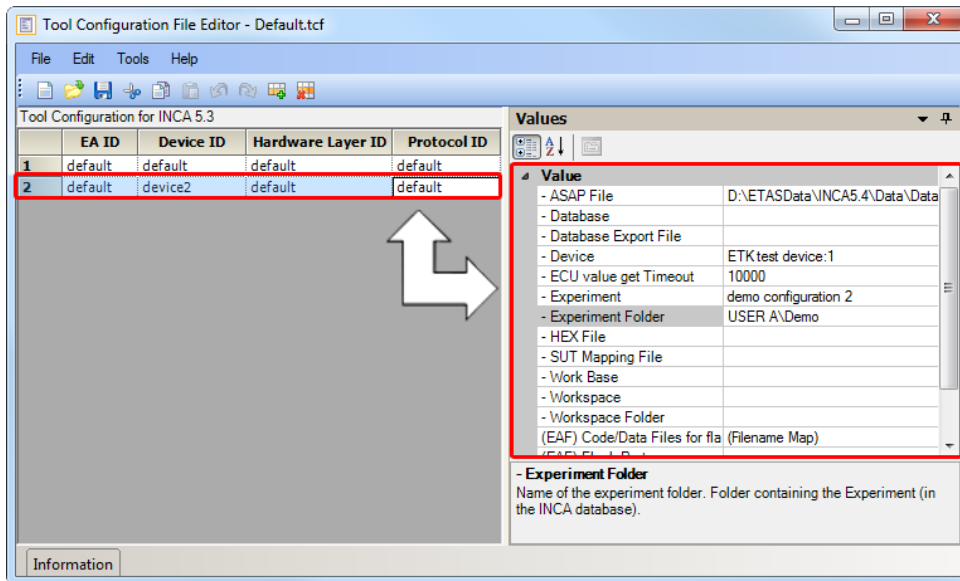 Tool Configuration File Editor - Default.tcf
File Edit Tools Help
Tool Configuration for INCA 5.3
EA ID Device ID Hardware Layer ID Protocol ID
1 default default default default
2 default device2 default default
Values
Value
- ASAP File D:\ETASData\INCA5.4\Data\Data
- Database
- Database Export File
- Device ETK test device:1
- ECU value get Timeout 10000
- Experiment demo configuration 2
- Experiment Folder USER A\Demo
- HEX File
- SUT Mapping File
- Work Base
- Workspace
- Workspace Folder
(EAF) Code/Data Files for fla (Filename Map)
- Experiment Folder
Name of the experiment folder. Folder containing the Experiment (in
the INCA database).
Information